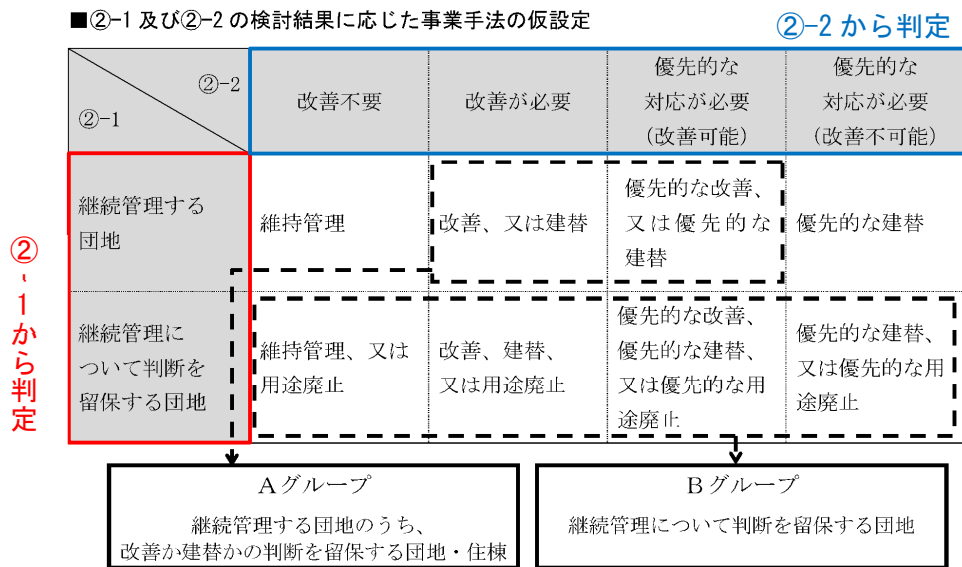 ■②-1 及び②-2 の検討結果に応じた事業手法の仮設定
②-2 から判定
②-2
②-1
改善不要
改善が必要
優先的な
対応が必要
(改善可能)
優先的な
対応が必要
(改善不可能)
②-1から判定
継続管理する
団地
維持管理
改善、又は建替
優先的な改善、
又は優先的な
建替
優先的な建替
継続管理に
ついて判断を
留保する団地
維持管理、又は
用途廃止
改善、建替、
又は用途廃止
優先的な改善、
優先的な建替、
又は優先的な用
途廃止
優先的な建替、
又は優先的な用
途廃止
Aグループ
継続管理する団地のうち、
改善か建替かの判断を留保する団地・住棟
Bグループ
継続管理について判断を留保する団地